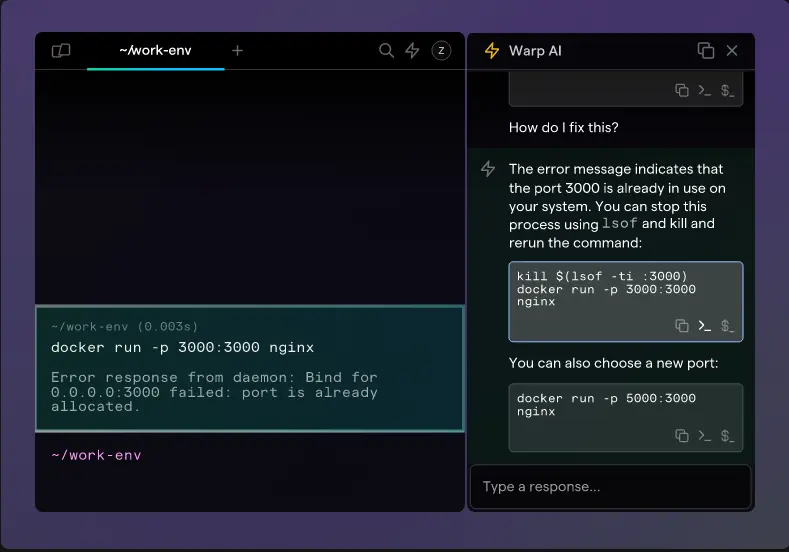 ~/work-env
Z
~/work-env (0.003s)
docker run -p 3000:3000 nginx
Error response from daemon: Bind for
0.0.0.0:3000 failed: port is already
allocated.
~/work-env
Warp AI
How do I fix this?
The error message indicates that
the port 3000 is already in use on
your system. You can stop this
process using lsof and kill and
rerun the command:
kill $(lsof -ti :3000)
docker run -p 3000:3000
nginx
You can also choose a new port:
docker run -p 5000:3000
nginx
Type a response...